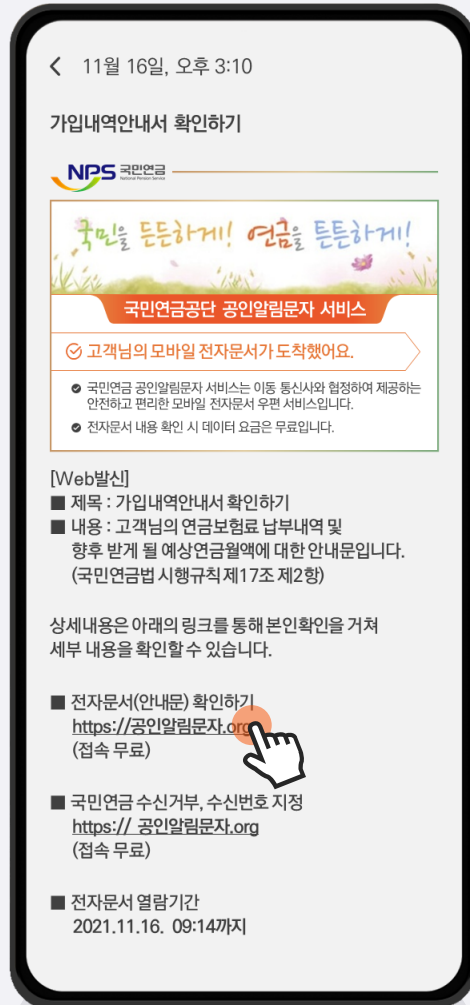 11월 16일, 오후 3:10
가입내역안내서 확인하기
NPS 국민연금
National Pension Service
국민을 든든하게! 연금을 튼튼하게!
국민연금공단 공인알림문자 서비스
고객님의 모바일 전자문서가 도착했어요.
국민연금 공인알림문자 서비스는 이동 통신사와 협정하여 제공하는
안전하고 편리한 모바일 전자문서 우편 서비스입니다.
전자문서 내용 확인 시 데이터 요금은 무료입니다.
[Web발신]
■ 제목 : 가입내역안내서 확인하기
■ 내용 : 고객님의 연금보험료 납부내역 및
향후 받게 될 예상연금월액에 대한 안내문입니다.
(국민연금법 시행규칙 제17조 제2항)
상세내용은 아래의 링크를 통해 본인확인을 거쳐
세부 내용을 확인할 수 있습니다.
■ 전자문서(안내문) 확인하기
https://공인알림문자.org
(접속 무료)
■ 국민연금 수신거부, 수신번호 지정
https:// 공인알림문자.org
(접속 무료)
■ 전자문서 열람기간
2021.11.16. 09:14까지